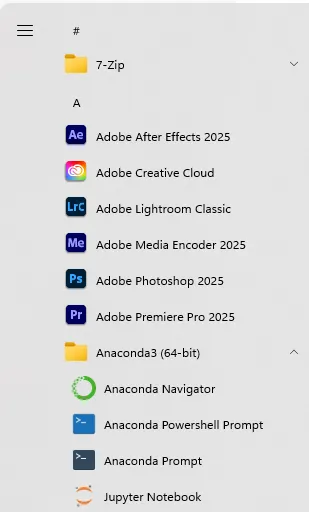 #
7-Zip
A
Ae Adobe After Effects 2025
Adobe Creative Cloud
LrC Adobe Lightroom Classic
Me Adobe Media Encoder 2025
Ps Adobe Photoshop 2025
Pr Adobe Premiere Pro 2025
Anaconda3 (64-bit)
Anaconda Navigator
>_ Anaconda Powershell Prompt
>_ Anaconda Prompt
Jupyter Notebook